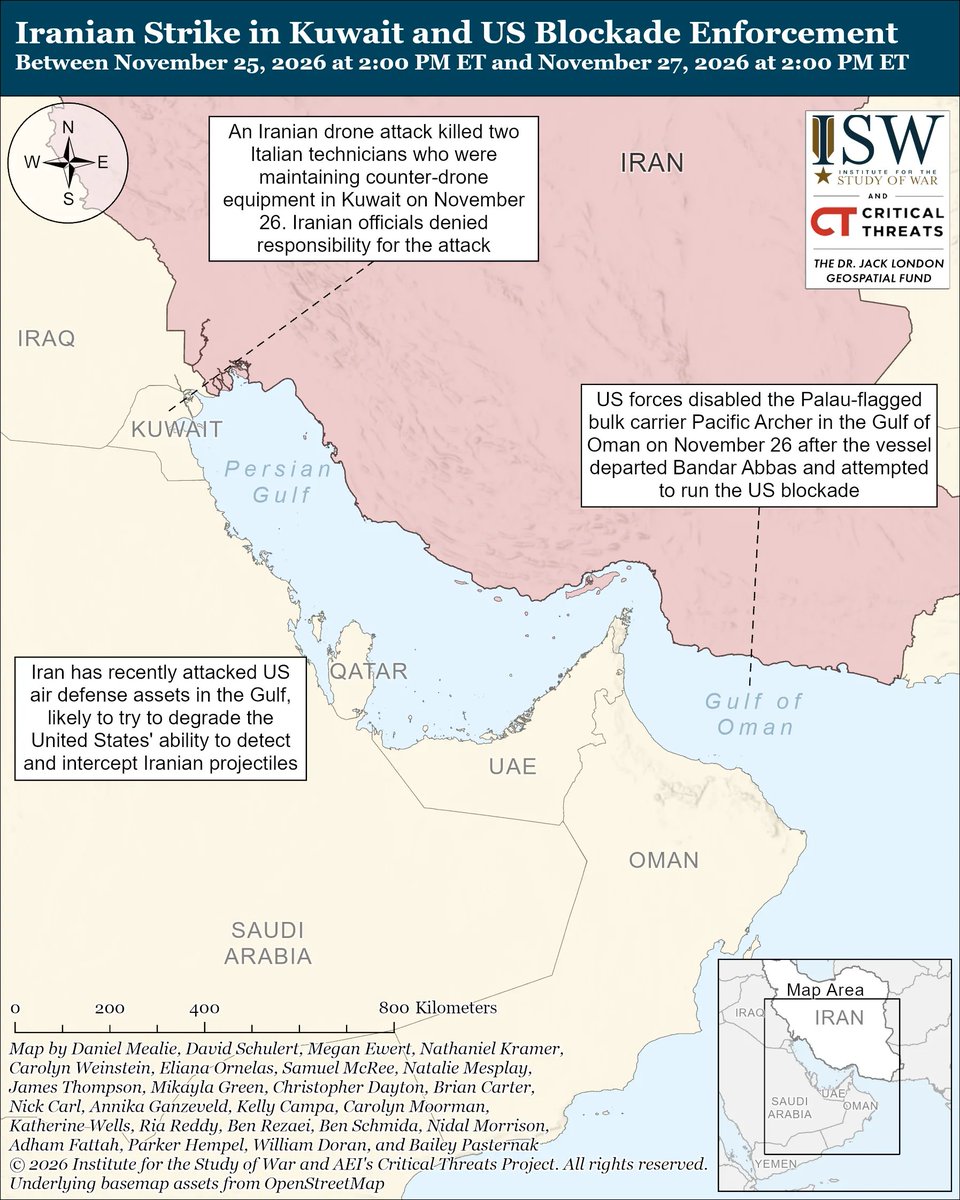 Iranian Strike in Kuwait and US Blockade Enforcement
Between November 25, 2026 at 2:00 PM ET and November 27, 2026 at 2:00 PM ET
N
W
E
S
An Iranian drone attack killed two
Italian technicians who were
maintaining counter-drone
equipment in Kuwait on November
26. Iranian officials denied
responsibility for the attack
IRAN
ISW
INSTITUTE FOR THE
STUDY OF WAR
AND
CT CRITICAL
THREATS
THE DR. JACK LONDON
GEOSPATIAL FUND
IRAQ
KUWAIT
Persian
Gulf
US forces disabled the Palau-flagged
bulk carrier Pacific Archer in the Gulf of
Oman on November 26 after the vessel
departed Bandar Abbas and attempted
to run the US blockade
Iran has recently attacked US
air defense assets in the Gulf,
likely to try to degrade the
United States' ability to detect
and intercept Iranian projectiles
QATAR
Gulf of
Oman
UAE
OMAN
SAUDI
ARABIA
0 200 400 800 Kilometers
Map by Daniel Mealie, David Schulert, Megan Ewert, Nathaniel Kramer,
Carolyn Weinstein, Eliana Ornelas, Samuel McRee, Natalie Mesplay,
James Thompson, Mikayla Green, Christopher Dayton, Brian Carter,
Nick Carl, Annika Ganzeveld, Kelly Campa, Carolyn Moorman,
Katherine Wells, Ria Reddy, Ben Rezaei, Ben Schmida, Nidal Morrison,
Adham Fattah, Parker Hempel, William Doran, and Bailey Pasternak
© 2026 Institute for the Study of War and AEI's Critical Threats Project. All rights reserved.
Underlying basemap assets from OpenStreetMap
Map Area
IRAQ
IRAN
SAUDI
ARABIA
UAE
OMAN
YEMEN